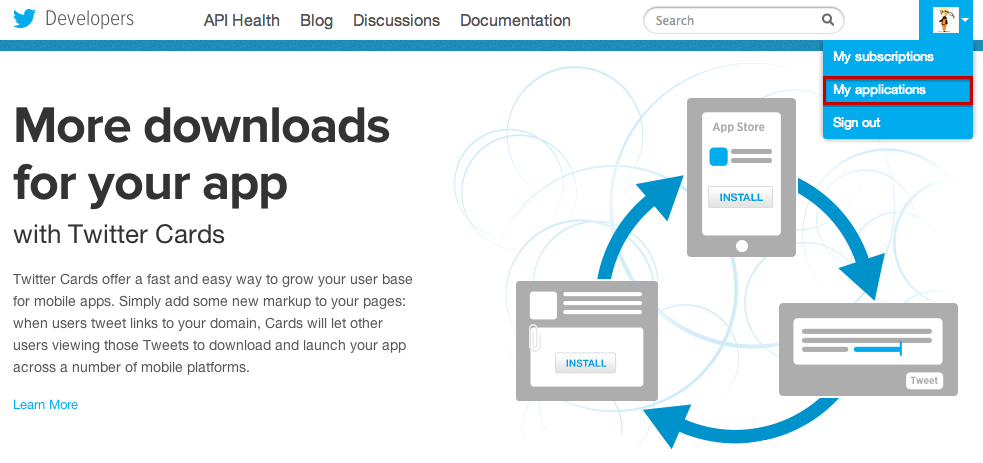 Developers
API Health
Blog
Discussions
Documentation
Search
My subscriptions
My applications
Sign out
More downloads
for your app
with Twitter Cards
Twitter Cards offer a fast and easy way to grow your user base
for mobile apps. Simply add some new markup to your pages:
when users tweet links to your domain, Cards will let other
users viewing those Tweets to download and launch your app
across a number of mobile platforms.
Learn More
App Store
INSTALL
INSTALL
Tweet